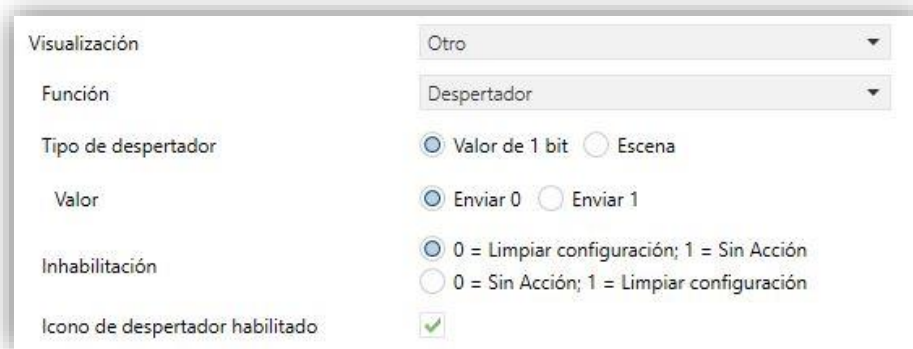 Visualización Otro
Función Despertador
Tipo de despertador Valor de 1 bit Escena
Valor Enviar 0 Enviar 1
Inhabilitación 0 = Limpiar configuración; 1 = Sin Acción
0 = Sin Acción; 1 = Limpiar configuración
Icono de despertador habilitado